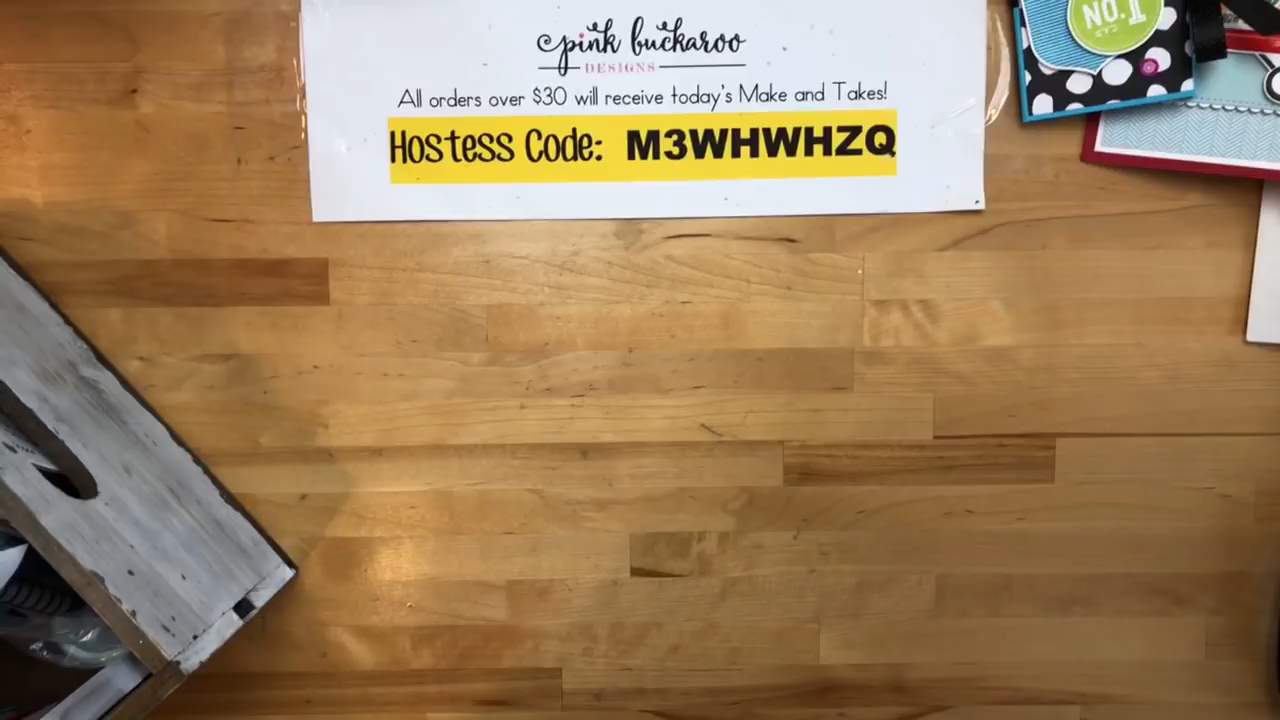 pink buckaroo
DESIGNS
All orders over $30 will receive today's Make and Takes!
Hostess Code: M3WHWHZQ
NO.1